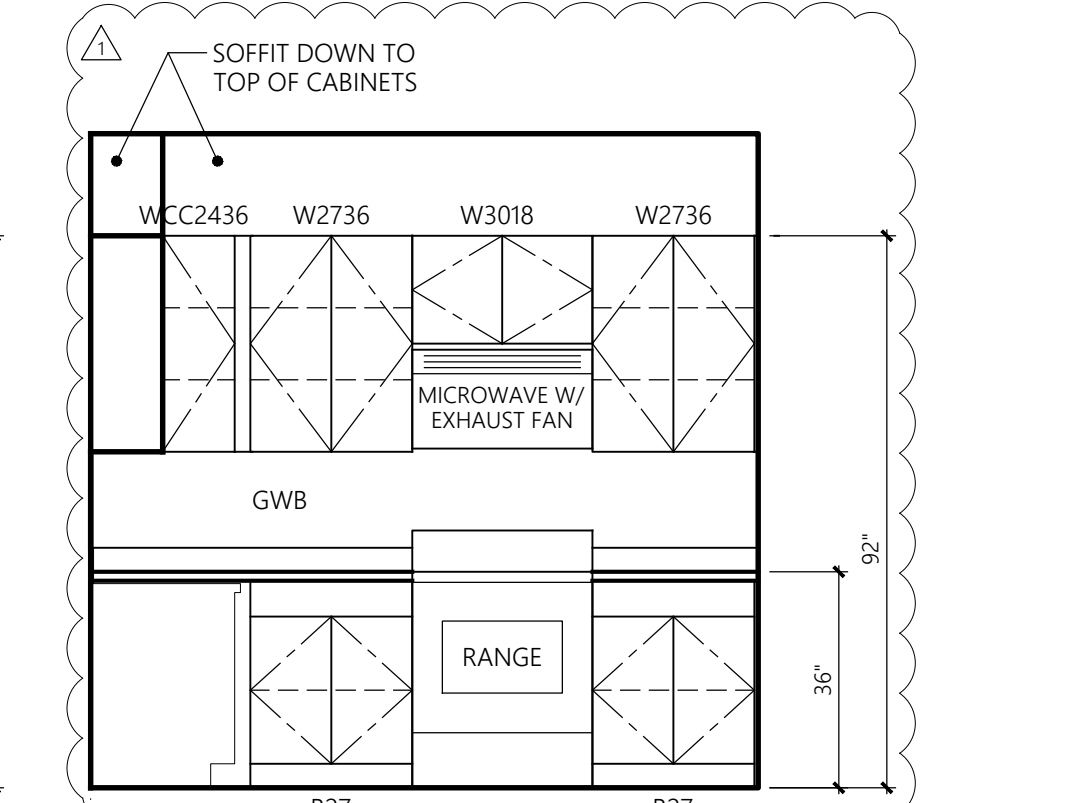 1
SOFFIT DOWN TO
TOP OF CABINETS
WCC2436
W2736
W3018
W2736
MICROWAVE W/
EXHAUST FAN
GWB
92"
RANGE
36"